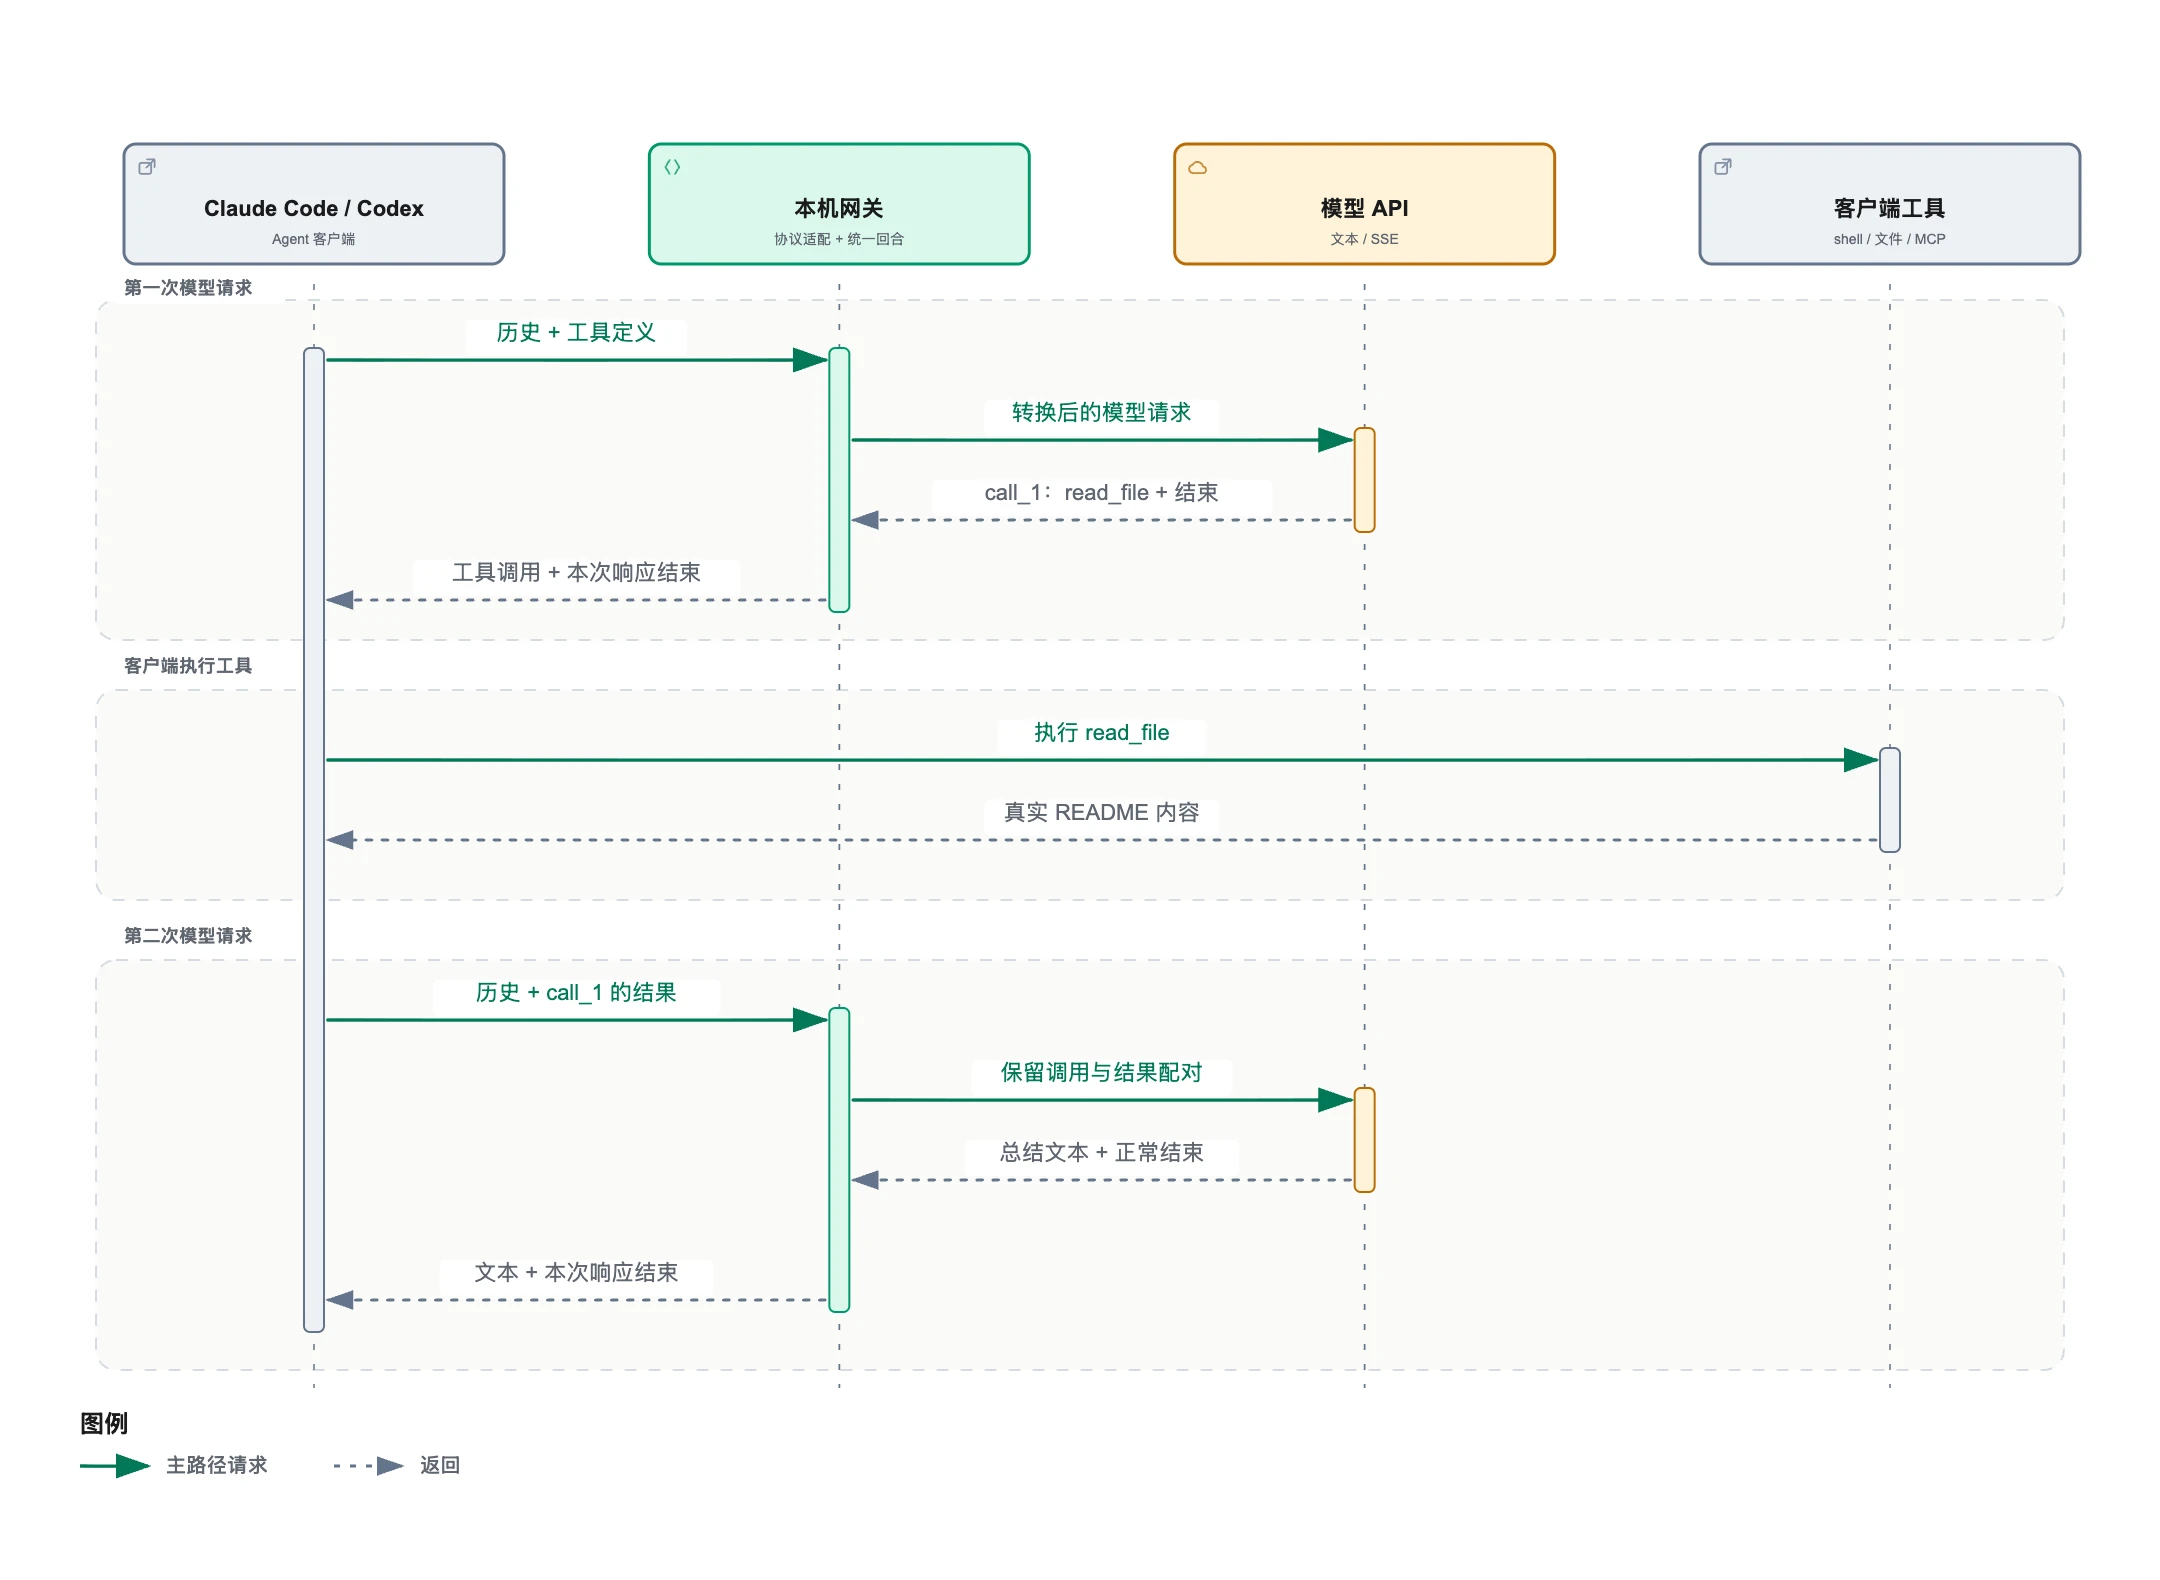 Claude Code / Codex
Agent 客户端
本机网关
协议适配 + 统一回合
模型 API
文本 / SSE
客户端工具
shell / 文件 / MCP
第一次模型请求
历史 + 工具定义
转换后的模型请求
call_1：read_file + 结束
工具调用 + 本次响应结束
客户端执行工具
执行 read_file
真实 README 内容
第二次模型请求
历史 + call_1 的结果
保留调用与结果配对
总结文本 + 正常结束
文本 + 本次响应结束
图例
主路径请求
返回